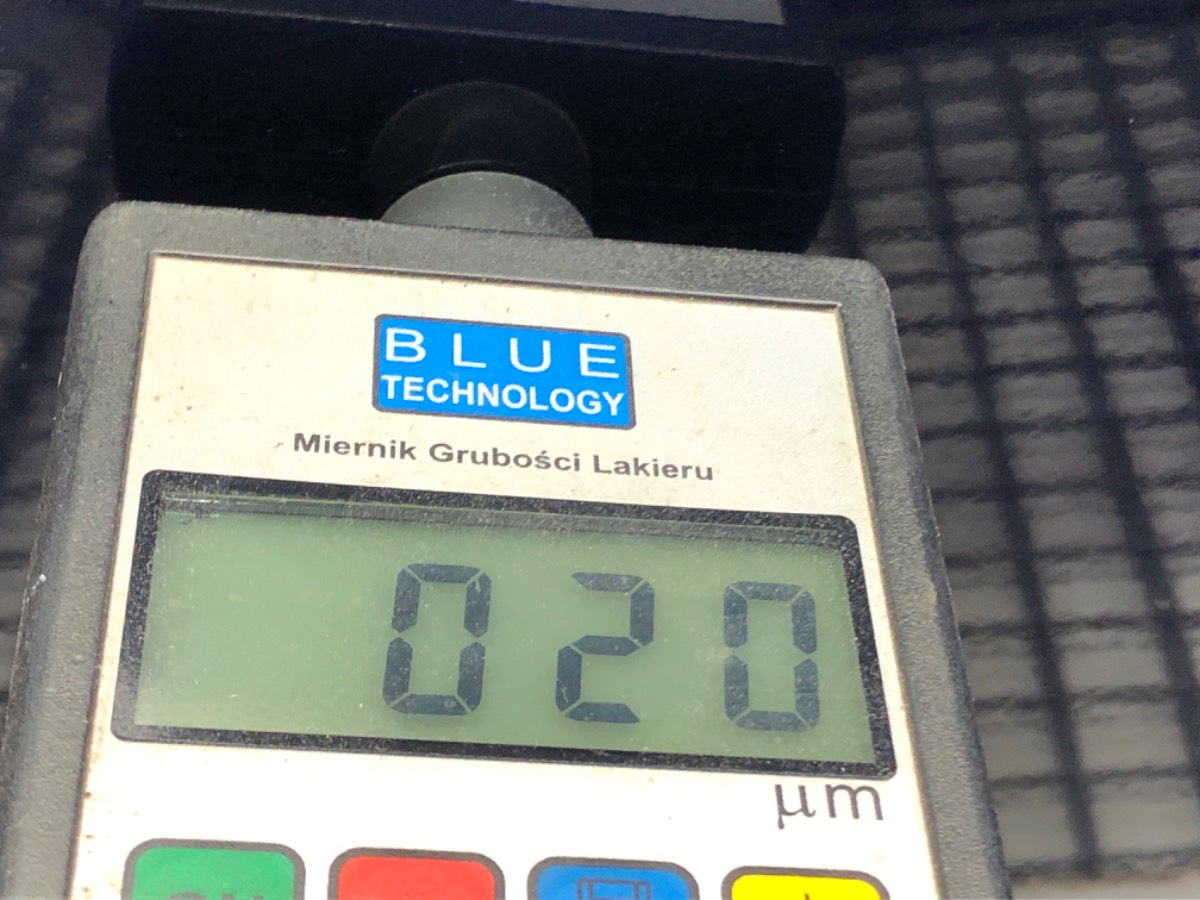 BLUE
TECHNOLOGY
Miernik Grubości Lakieru
020
μm